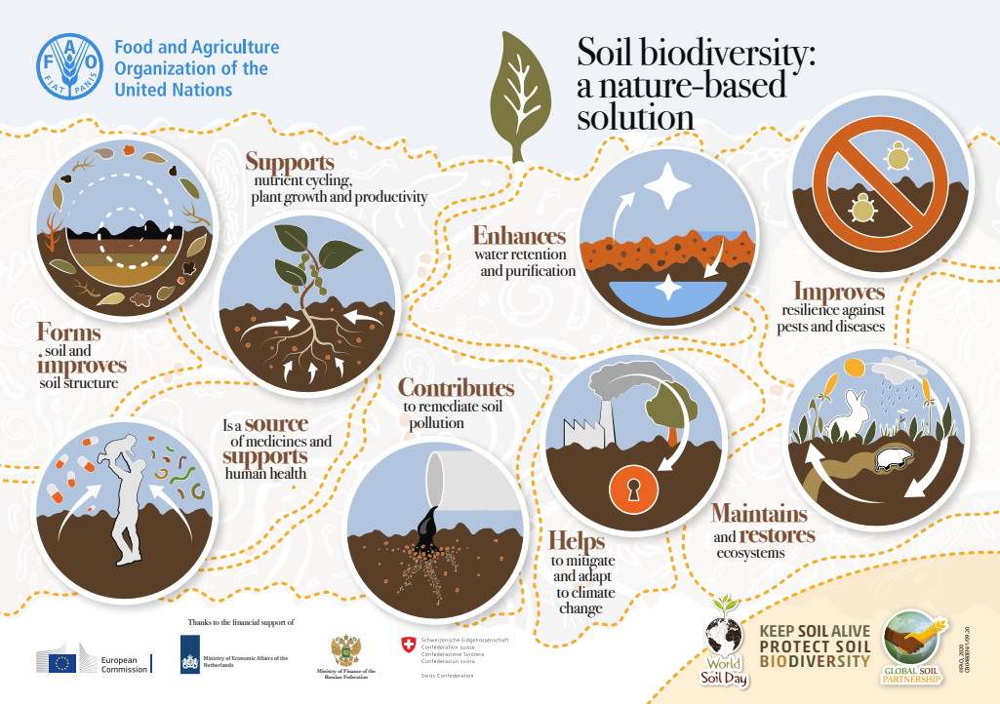 FAO
FIAT PANIS
Food and Agriculture
Organization of the
United Nations
Soil biodiversity:
a nature-based
solution
Supports
nutrient cycling,
plant growth and productivity
Enhances
water retention
and purification
Improves
resilience against
pests and diseases
Forms
soil and
improves
soil structure
Contributes
to remediate soil
pollution
Is a source
of medicines and
supports
human health
Helps
to mitigate
and adapt
to climate
change
Maintains
and restores
ecosystems
Thanks to the financial support of
European
Commission
Ministry of Economic Affairs of the
Netherlands
Ministry of Finance of the
Russian Federation
Schweizerische Eidgenossenschaft
Confédération suisse
Confederazione Svizzera
Confederaziun svizra
Swiss Confederation
World
Soil Day
KEEP SOIL ALIVE
PROTECT SOIL
BIODIVERSITY
GLOBAL SOIL
PARTNERSHIP
©FAO, 2020